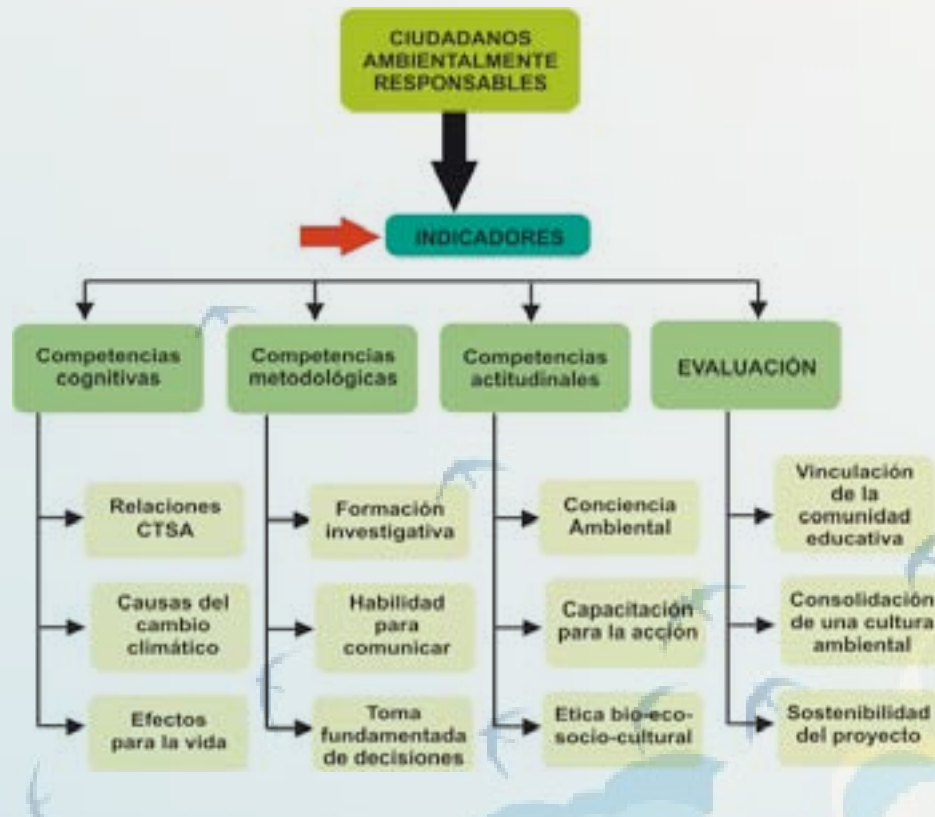 CIUDADANOS
AMBIENTALMENTE
RESPONSABLES
INDICADORES
Competencias
cognitivas
Competencias
metodológicas
Competencias
actitudinales
EVALUACIÓN
Relaciones
CTSA
Causas del
cambio
climático
Efectos
para la vida
Formación
investigativa
Habilidad
para
comunicar
Toma
fundamentada
de decisiones
Conciencia
Ambiental
Capacitación
para la acción
Etica bio-eco-
socio-cultural
Vinculación
de la
comunidad
educativa
Consolidación
de una cultura
ambiental
Sostenibilidad
del proyecto